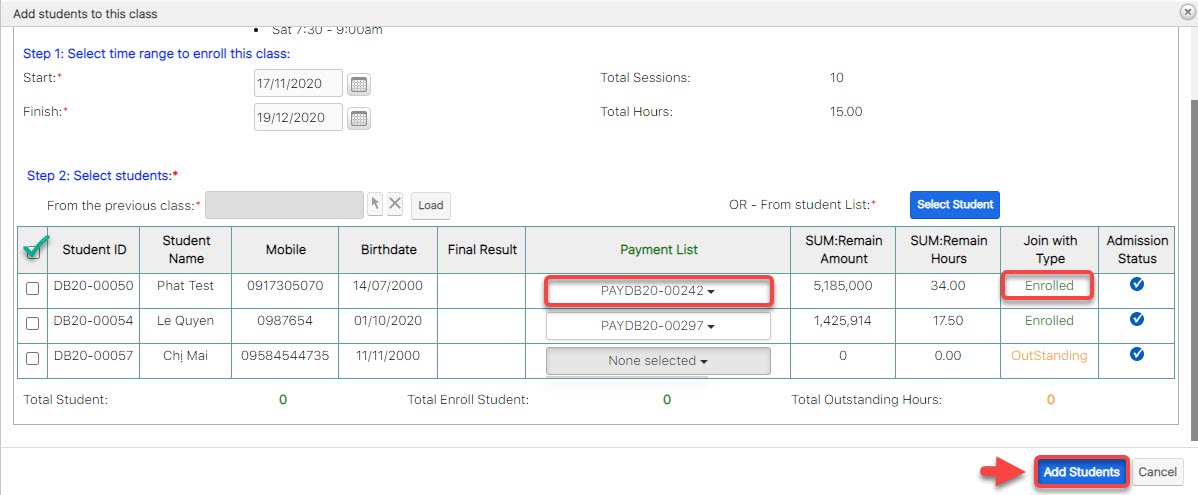 Add students to this class
Sat 7:30 - 9:00am
Step 1: Select time range to enroll this class:
Start:* 17/11/2020 Total Sessions: 10
Finish:* 19/12/2020 Total Hours: 15.00
Step 2: Select students:*
From the previous class:* Load OR - From student List:* Select Student
Student ID Student Name Mobile Birthdate Final Result Payment List SUM:Remain Amount SUM:Remain Hours Join with Type Admission Status
DB20-00050 Phat Test 0917305070 14/07/2000 PAYDB20-00242 5,185,000 34.00 Enrolled
DB20-00054 Le Quyen 0987654 01/10/2020 PAYDB20-00297 1,425,914 17.50 Enrolled
DB20-00057 Chị Mai 09584544735 11/11/2000 None selected 0 0.00 OutStanding
Total Student: 0 Total Enroll Student: 0 Total Outstanding Hours: 0
Add Students Cancel